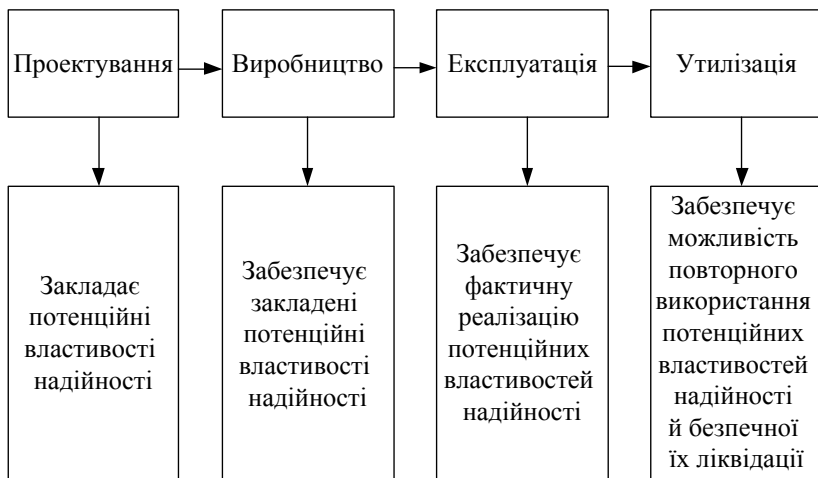 Проектування
Виробництво
Експлуатація
Утилізація
Закладає
потенційні
властивості
надійності
Забезпечує
закладені
потенційні
властивості
надійності
Забезпечує
фактичну
реалізацію
потенційних
властивостей
надійності
Забезпечує
можливість
повторного
використання
потенційних
властивостей
надійності
й безпечної
їх ліквідації